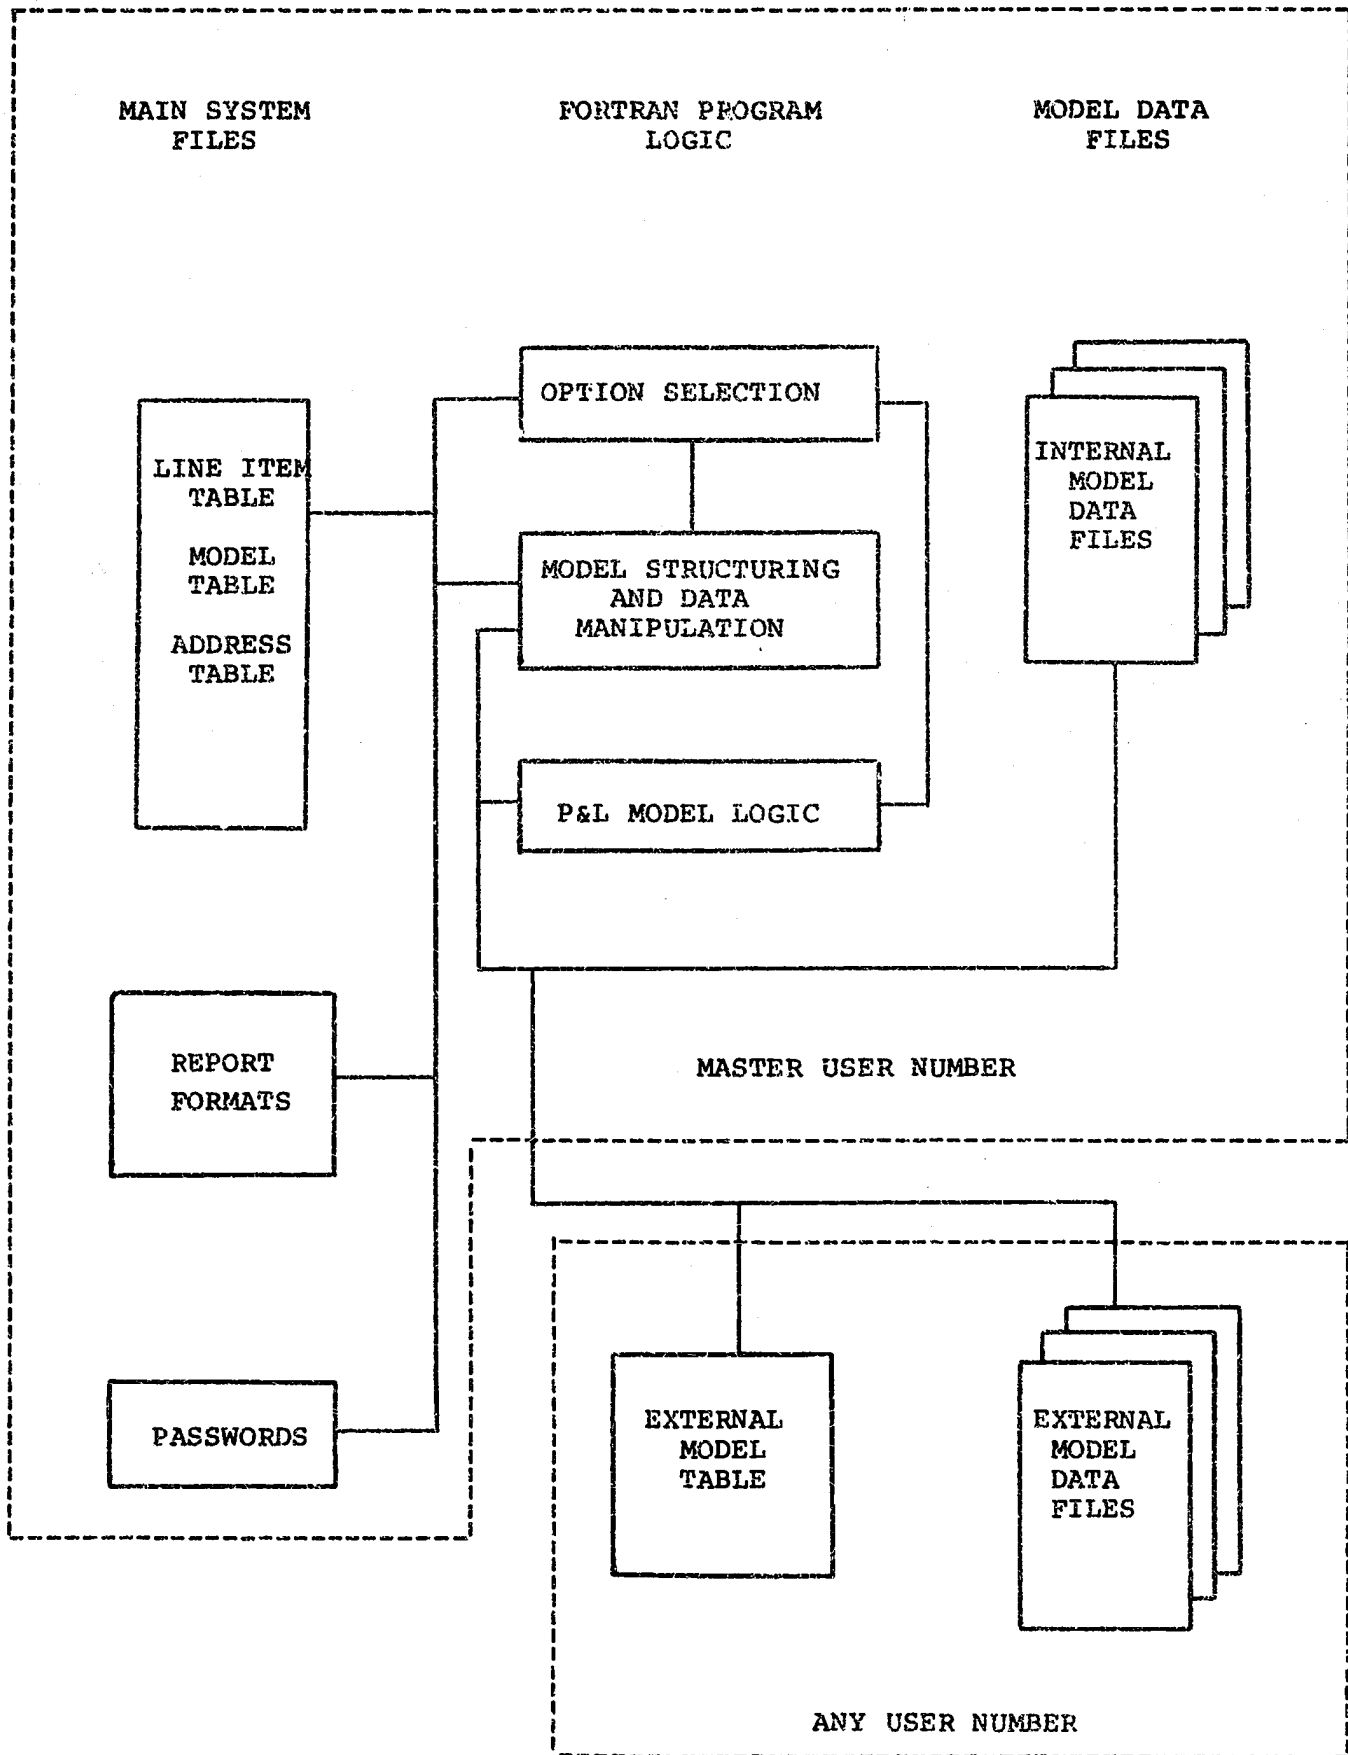 MAIN SYSTEM
FILES
FORTRAN PROGRAM
LOGIC
MODEL DATA
FILES
LINE ITEM
TABLE
MODEL
TABLE
ADDRESS
TABLE
OPTION SELECTION
MODEL STRUCTURING
AND DATA
MANIPULATION
P&L MODEL LOGIC
INTERNAL
MODEL
DATA
FILES
REPORT
FORMATS
MASTER USER NUMBER
PASSWORDS
EXTERNAL
MODEL
TABLE
EXTERNAL
MODEL
DATA
FILES
ANY USER NUMBER